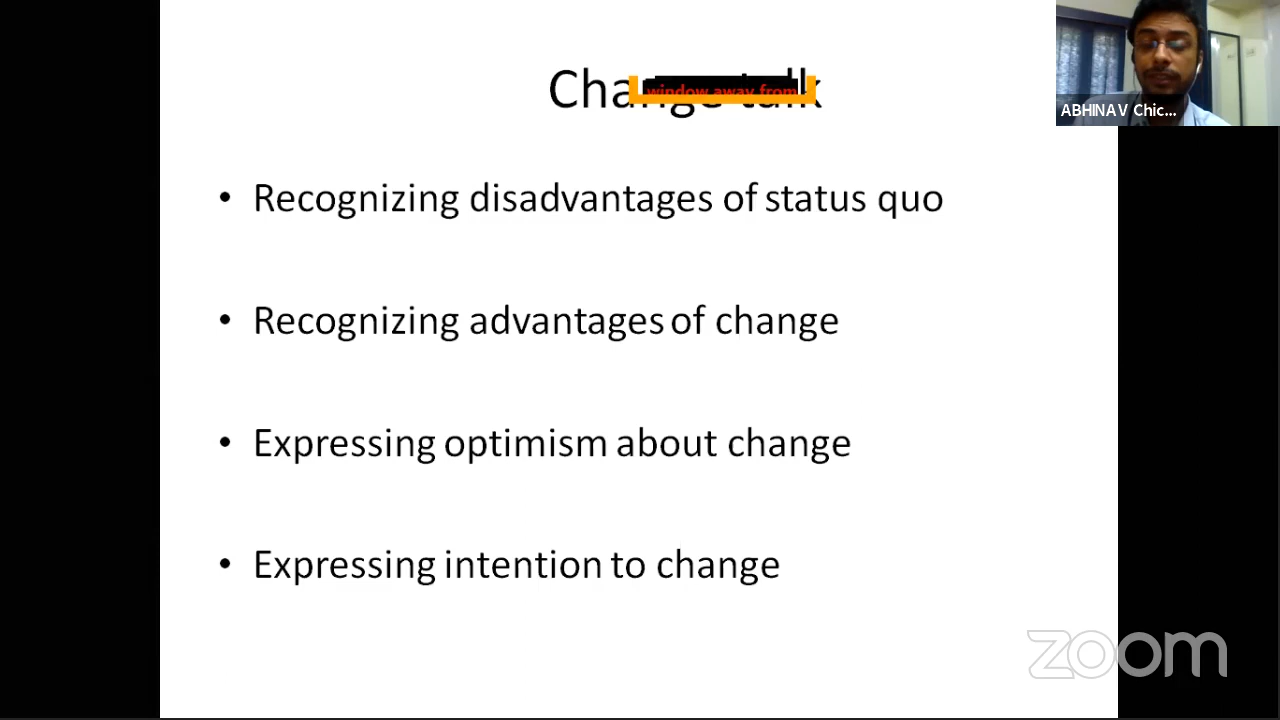 Change talk
window away from
ABHINAV Chic...
• Recognizing disadvantages of status quo
• Recognizing advantages of change
• Expressing optimism about change
• Expressing intention to change
zoom